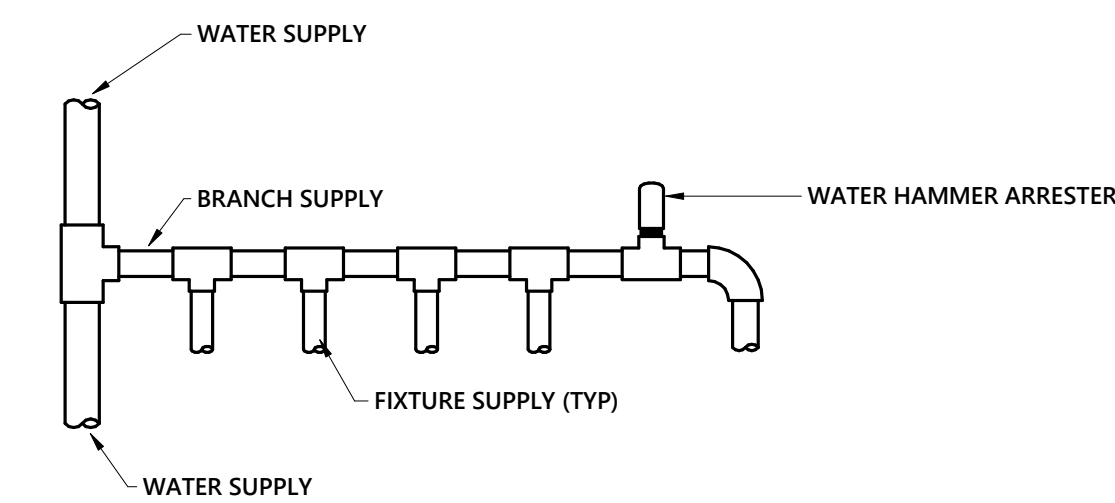 WATER SUPPLY
BRANCH SUPPLY
WATER HAMMER ARRESTER
FIXTURE SUPPLY (TYP)
WATER SUPPLY